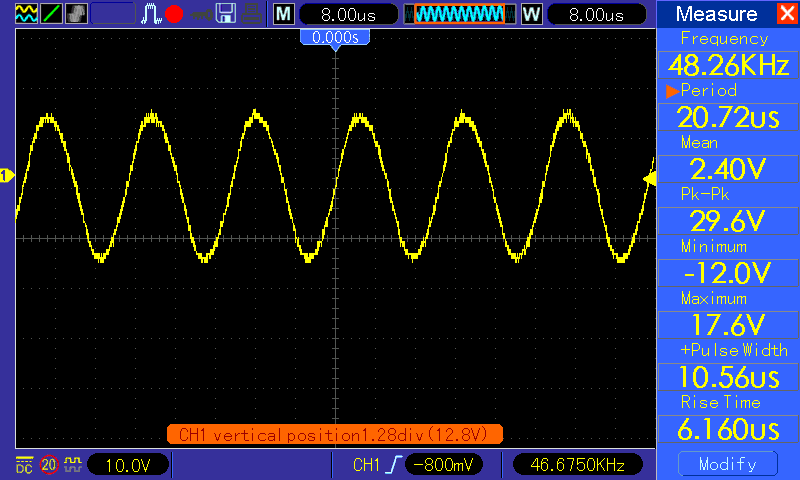 M 8.00us W 8.00us Measure
0.000s
Frequency
48.26KHz
Period
20.72us
Mean
2.40V
Pk-Pk
29.6V
Minimum
-12.0V
Maximum
17.6V
+Pulse Width
10.56us
Rise Time
6.160us
Modify
1
CH1 vertical position1.28div(12.8V)
DC 20 10.0V CH1 -800mV 46.6750KHz